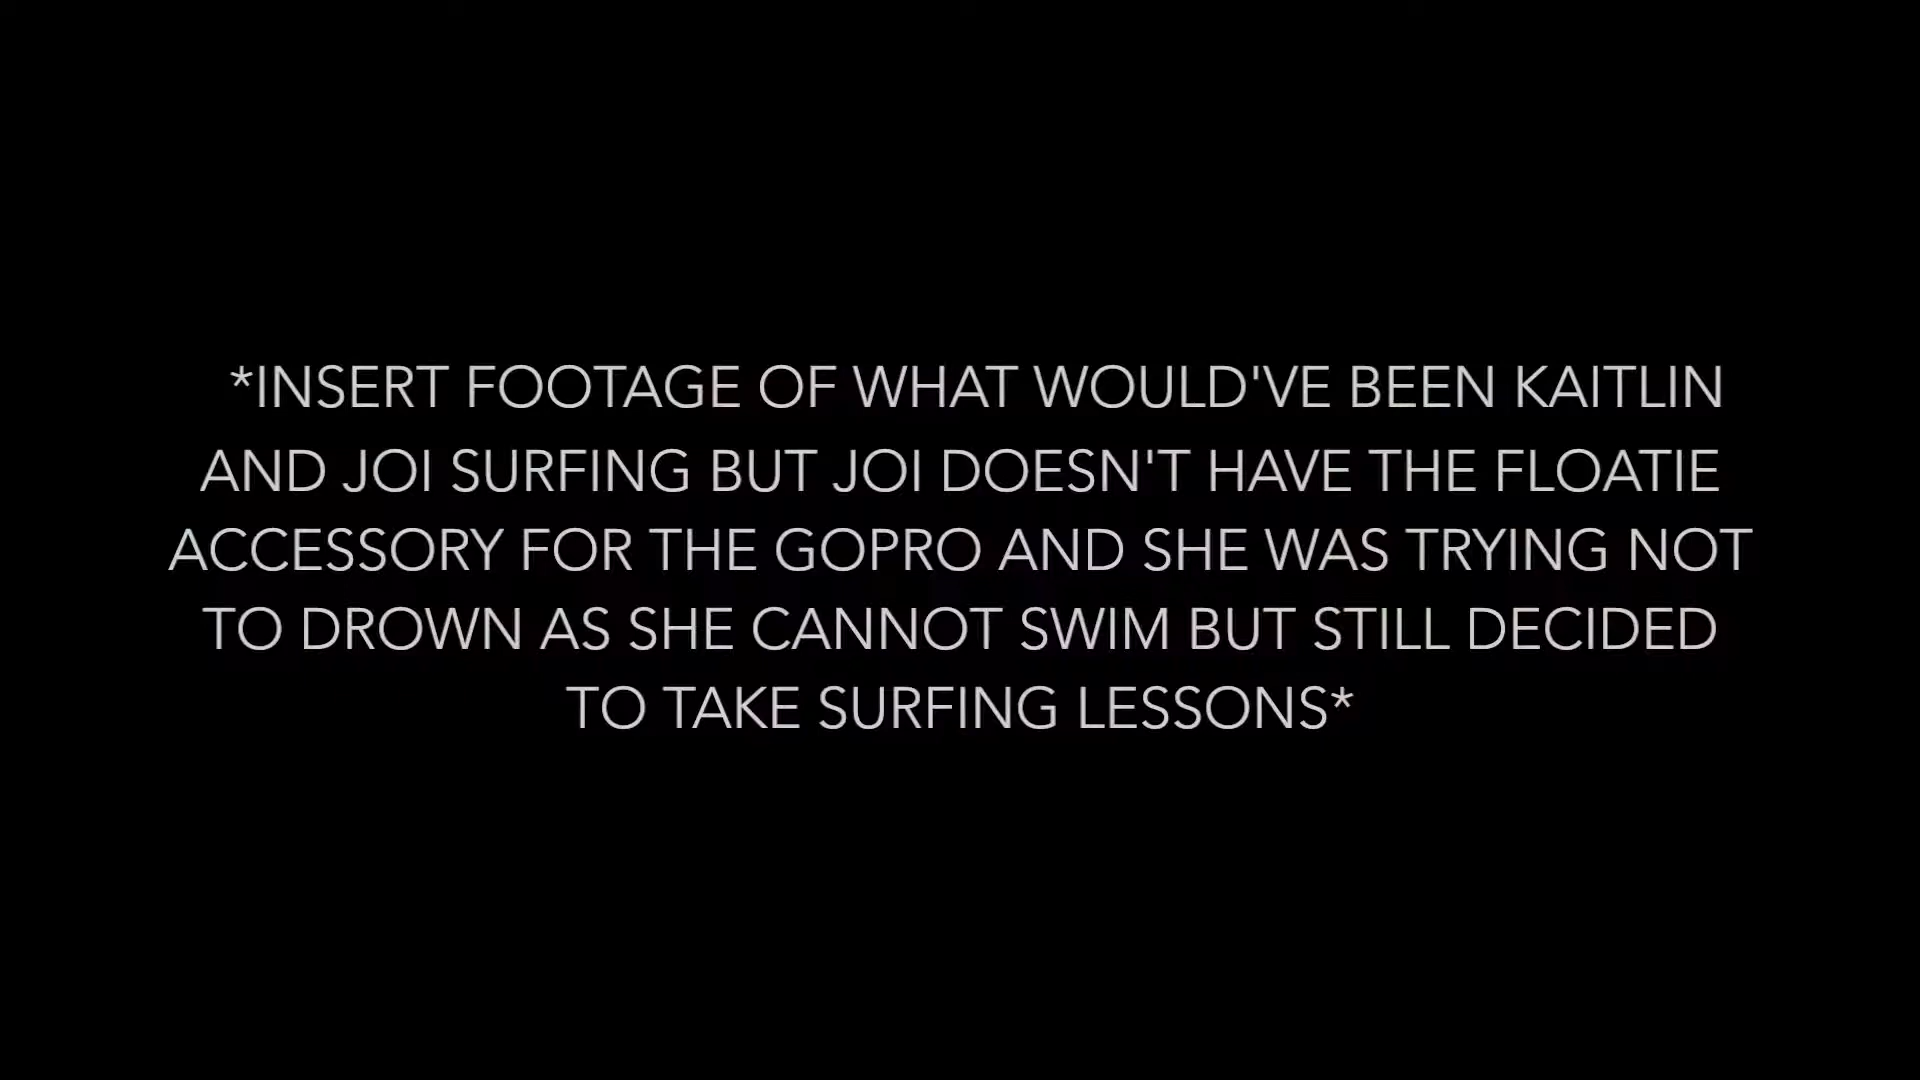 *INSERT FOOTAGE OF WHAT WOULD'VE BEEN KAITLIN
AND JOI SURFING BUT JOI DOESN'T HAVE THE FLOATIE
ACCESSORY FOR THE GOPRO AND SHE WAS TRYING NOT
TO DROWN AS SHE CANNOT SWIM BUT STILL DECIDED
TO TAKE SURFING LESSONS*